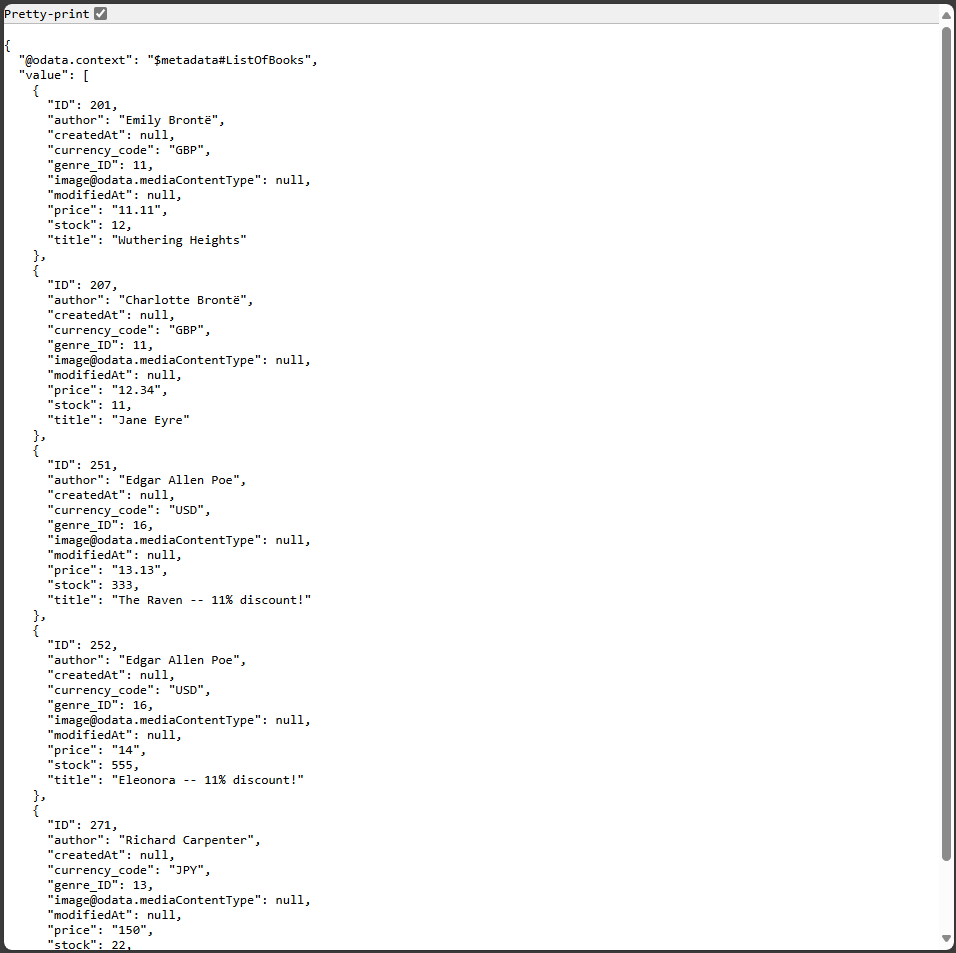 Pretty-print
{
  "@odata.context": "$metadata#ListOfBooks",
  "value": [
    {
      "ID": 201,
      "author": "Emily Brontë",
      "createdAt": null,
      "currency_code": "GBP",
      "genre_ID": 11,
      "image@odata.mediaContentType": null,
      "modifiedAt": null,
      "price": "11.11",
      "stock": 12,
      "title": "Wuthering Heights"
    },
    {
      "ID": 207,
      "author": "Charlotte Brontë",
      "createdAt": null,
      "currency_code": "GBP",
      "genre_ID": 11,
      "image@odata.mediaContentType": null,
      "modifiedAt": null,
      "price": "12.34",
      "stock": 11,
      "title": "Jane Eyre"
    },
    {
      "ID": 251,
      "author": "Edgar Allen Poe",
      "createdAt": null,
      "currency_code": "USD",
      "genre_ID": 16,
      "image@odata.mediaContentType": null,
      "modifiedAt": null,
      "price": "13.13",
      "stock": 333,
      "title": "The Raven -- 11% discount!"
    },
    {
      "ID": 252,
      "author": "Edgar Allen Poe",
      "createdAt": null,
      "currency_code": "USD",
      "genre_ID": 16,
      "image@odata.mediaContentType": null,
      "modifiedAt": null,
      "price": "14",
      "stock": 555,
      "title": "Eleonora -- 11% discount!"
    },
    {
      "ID": 271,
      "author": "Richard Carpenter",
      "createdAt": null,
      "currency_code": "JPY",
      "genre_ID": 13,
      "image@odata.mediaContentType": null,
      "modifiedAt": null,
      "price": "150",
      "stock": 22,